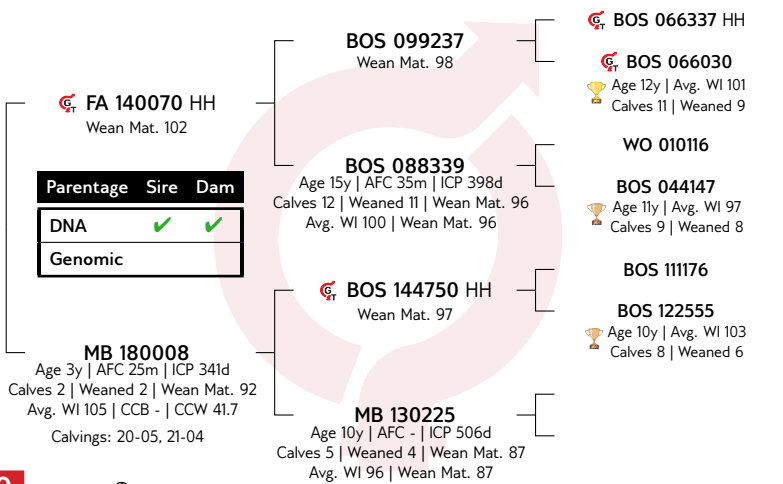 GT FA 140070 HH
Wean Mat. 102
Parentage Sire Dam
DNA ✔ ✔
Genomic
MB 180008
Age 3y | AFC 25m | ICP 341d
Calves 2 | Weaned 2 | Wean Mat. 92
Avg. WI 105 | CCB - | CCW 41.7
Calvings: 20-05, 21-04
BOS 099237
Wean Mat. 98
BOS 088339
Age 15y | AFC 35m | ICP 398d
Calves 12 | Weaned 11 | Wean Mat. 96
Avg. WI 100 | Wean Mat. 96
GT BOS 144750 HH
Wean Mat. 97
MB 130225
Age 10y | AFC - | ICP 506d
Calves 5 | Weaned 4 | Wean Mat. 87
Avg. WI 96 | Wean Mat. 87
GT BOS 066337 HH
GT BOS 066030
Age 12y | Avg. WI 101
Calves 11 | Weaned 9
WO 010116
BOS 044147
Age 11y | Avg. WI 97
Calves 9 | Weaned 8
BOS 111176
BOS 122555
Age 10y | Avg. WI 103
Calves 8 | Weaned 6